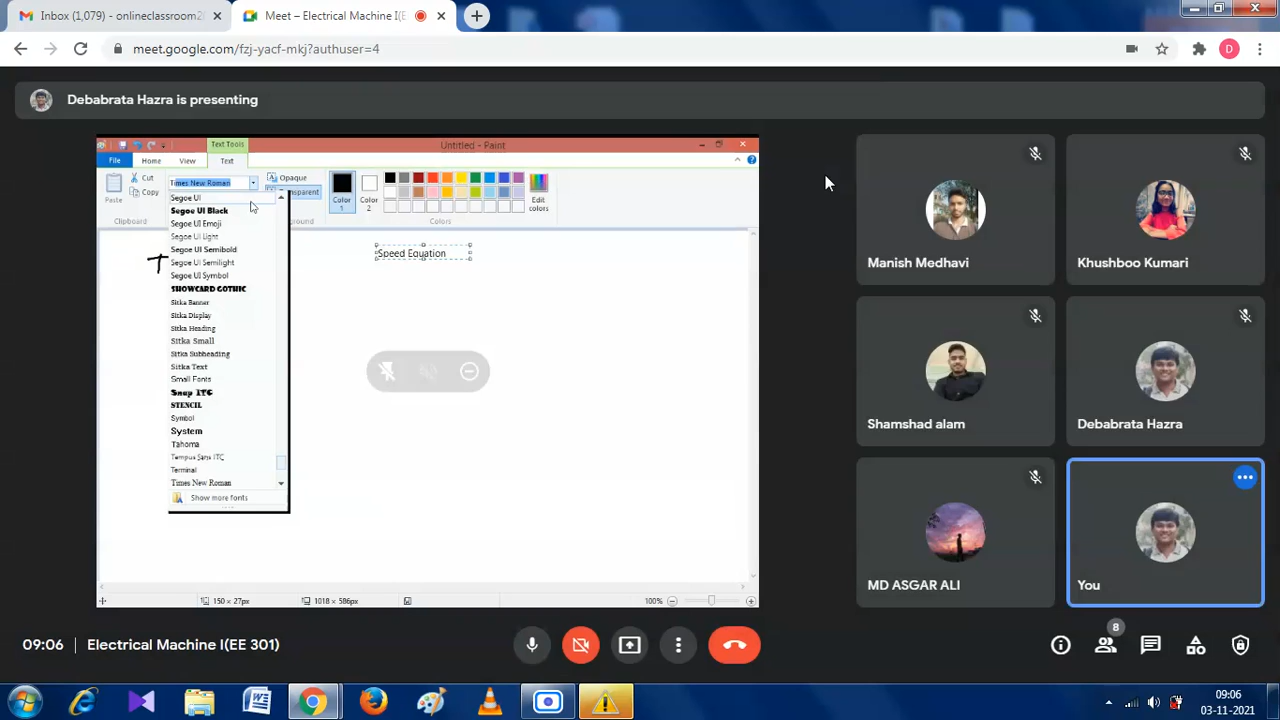 Inbox (1,079) - onlineclassroom2
Meet – Electrical Machine I(EE 3
meet.google.com/fzj-yacf-mkj?authuser=4
D
Debabrata Hazra is presenting
Text Tools
Untitled - Paint
File
Home
View
Text
Paste
Cut
Copy
Clipboard
Times New Roman
Opaque
Color 1
Color 2
Edit colors
Colors
Segoe UI
Segoe UI Black
Segoe UI Emoji
Segoe UI Light
Segoe UI Semibold
Segoe UI Semilight
Segoe UI Symbol
SHOWCARD GOTHIC
Sitka Banner
Sitka Display
Sitka Heading
Sitka Small
Sitka Subheading
Sitka Text
Small Fonts
Snap ITC
STENCIL
Symbol
System
Tahoma
Tempus Sans ITC
Terminal
Times New Roman
Show more fonts
Speed Equation
150 × 27px
1018 × 586px
100%
Manish Medhavi
Khushboo Kumari
Shamshad alam
Debabrata Hazra
MD ASGAR ALI
You
09:06
Electrical Machine I(EE 301)
8
09:06
03-11-2021